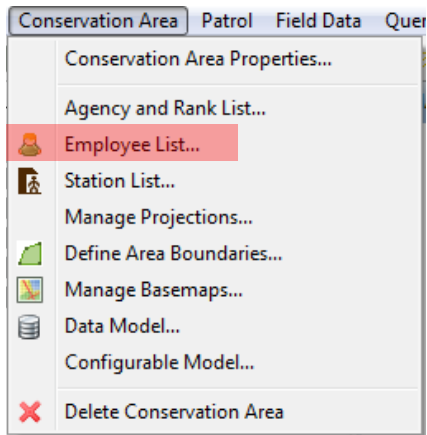 Conservation Area Patrol Field Data Quer
Conservation Area Properties...
Agency and Rank List...
Employee List...
Station List...
Manage Projections...
Define Area Boundaries...
Manage Basemaps...
Data Model...
Configurable Model...
Delete Conservation Area